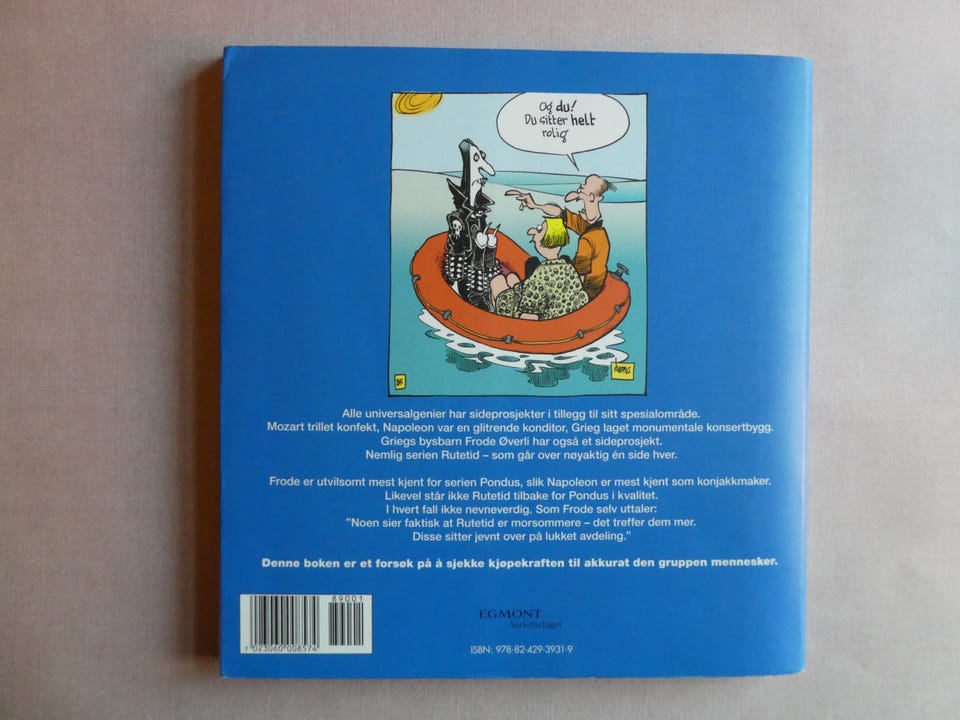 Og du!
Du sitter helt
rolig
Alle universalgenier har sideprosjekter i tillegg til sitt spesialområde.
Mozart trillet konfekt, Napoleon var en glitrende konditor, Grieg laget monumentale konsertbygg.
Griegs bysbarn Frode Øverli har også et sideprosjekt.
Nemlig serien Rutetid – som går over nøyaktig én side hver.
Frode er utvilsomt mest kjent for serien Pondus, slik Napoleon er mest kjent som konjakkmaker.
Likevel står ikke Rutetid tilbake for Pondus i kvalitet.
I hvert fall ikke nevneverdig. Som Frode selv uttaler:
”Noen sier faktisk at Rutetid er morsommere – det treffer dem mer.
Disse sitter jevnt over på lukket avdeling.”
Denne boken er et forsøk på å sjekke kjøpekraften til akkurat den gruppen mennesker.
89001
7 023060 008574
EGMONT
Serieforlaget
ISBN: 978-82-429-3931-9